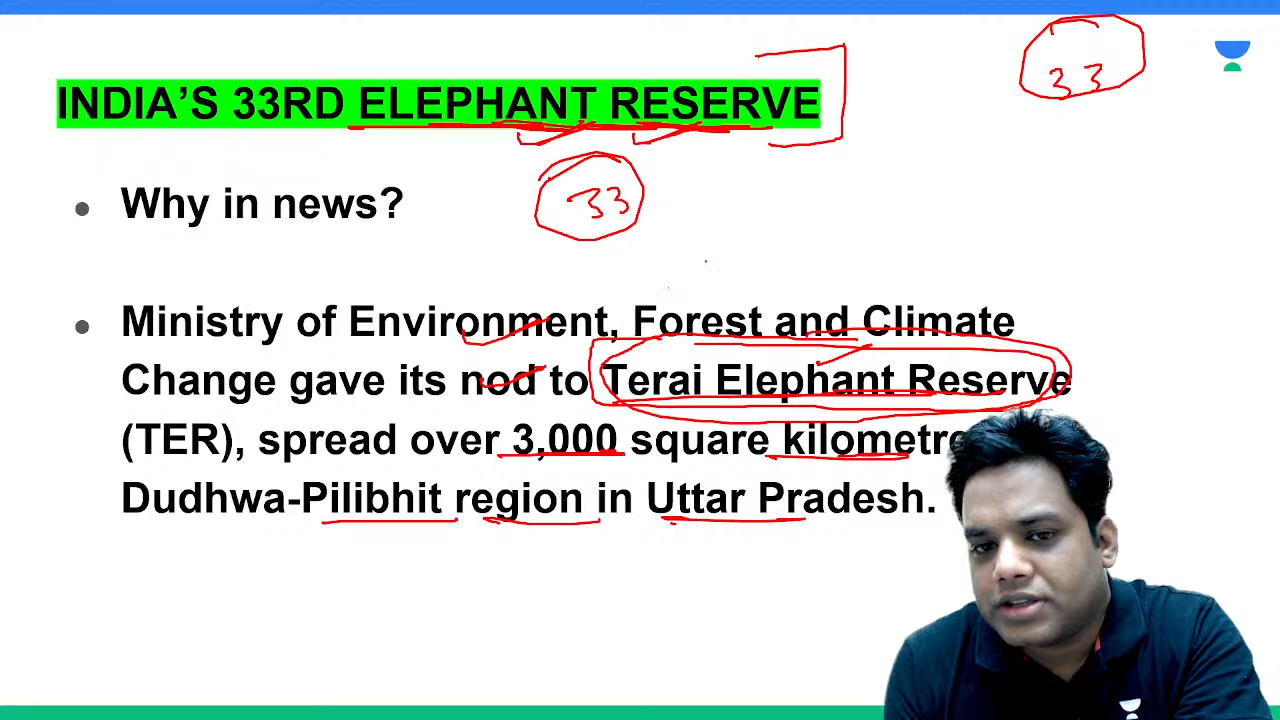 INDIA'S 33RD ELEPHANT RESERVE
33
33
● Why in news?
● Ministry of Environment, Forest and Climate
Change gave its nod to Terai Elephant Reserve
(TER), spread over 3,000 square
Dudhwa-Pilibhit region in Uttar Pradesh.